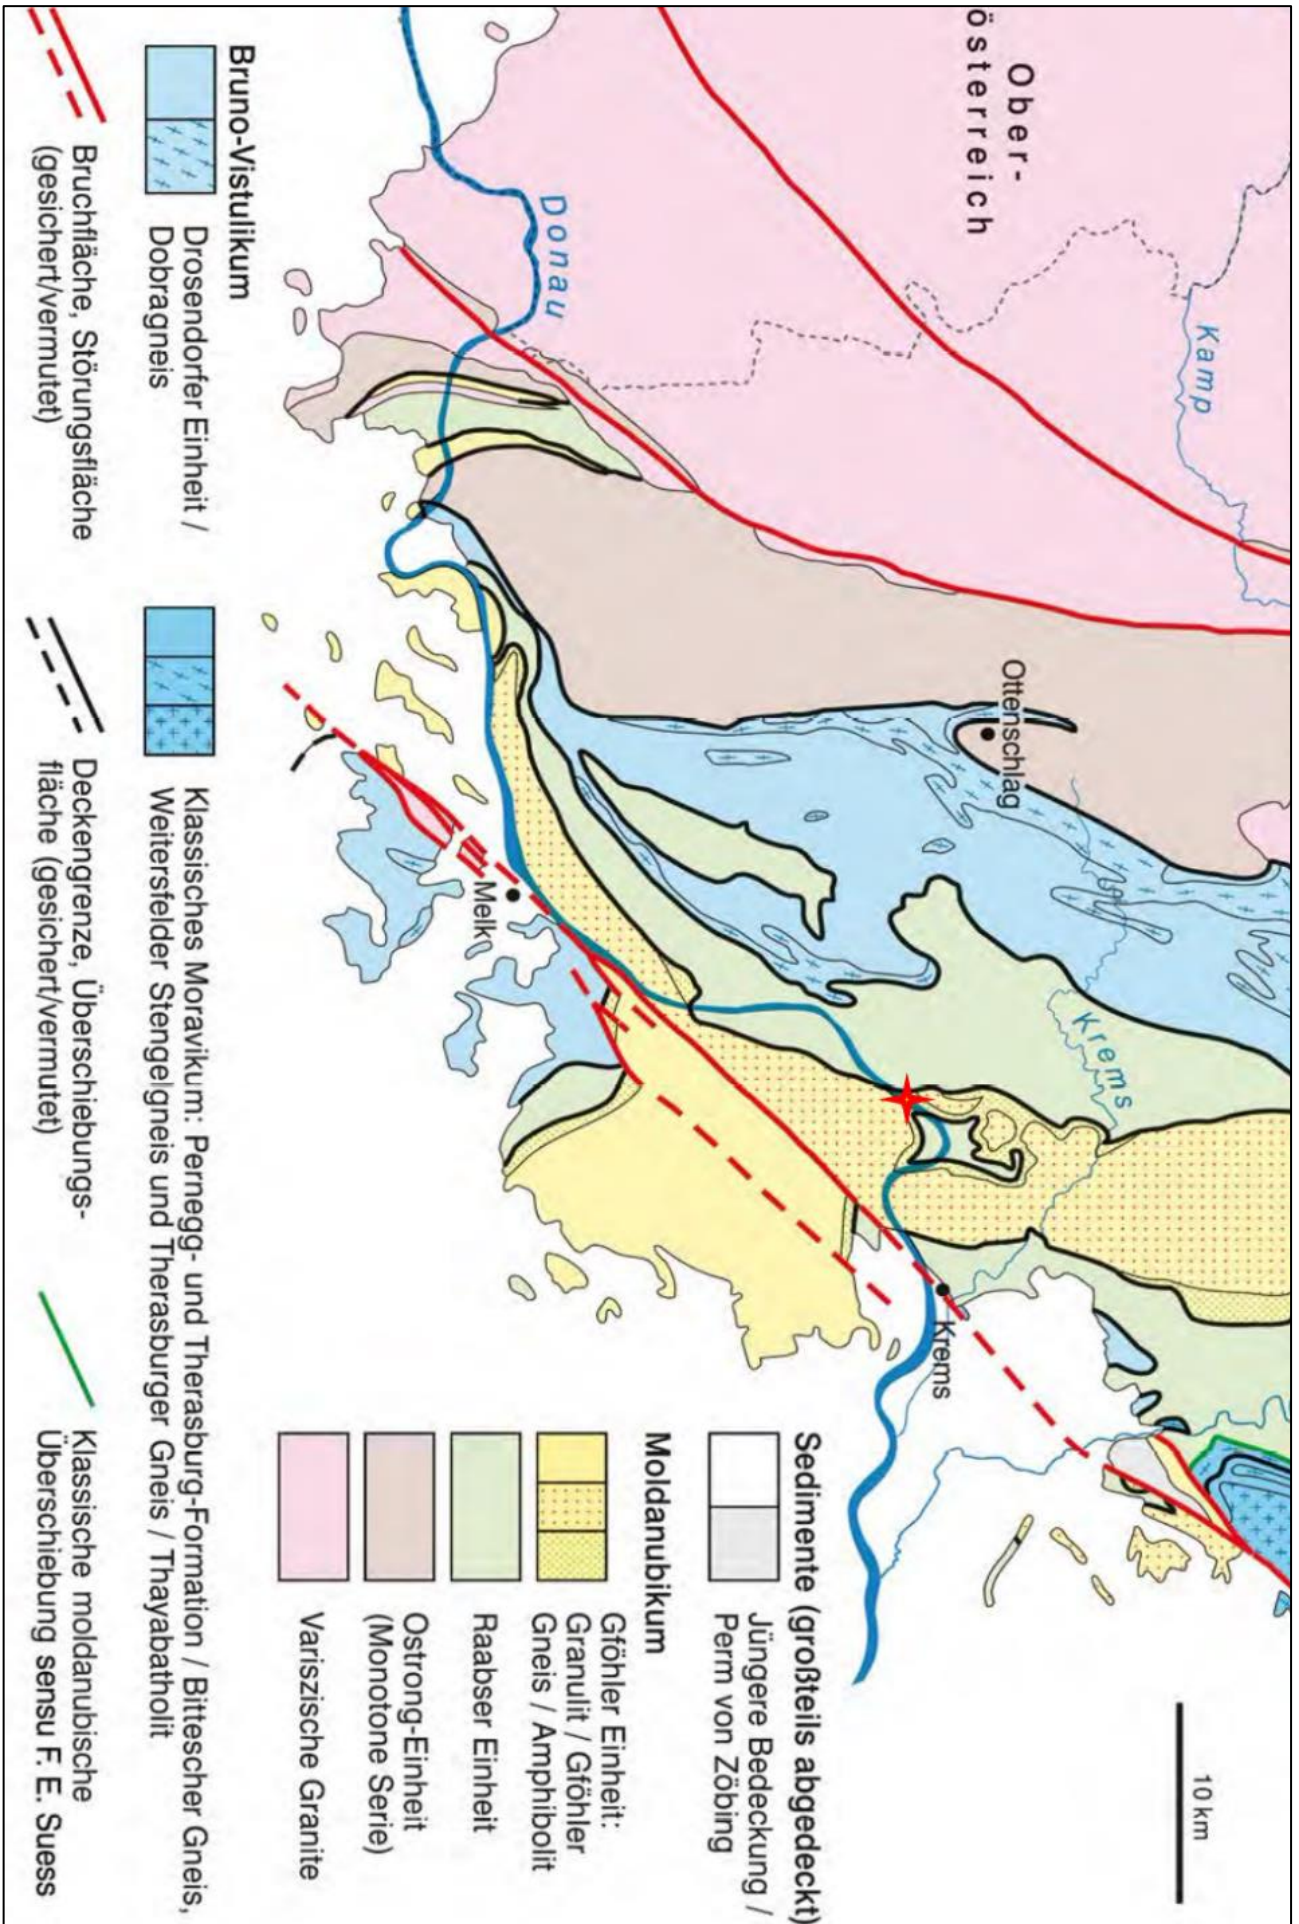 Ober-
österreich
Donau
Kamp
Ottenschlag
Krems
Melk
Krems
10 km
Sedimente (großteils abgedeckt)
Jüngere Bedeckung /
Perm von Zöbing
Moldanubikum
Gföhler Einheit:
Granulit / Gföhler
Gneis / Amphibolit
Raabser Einheit
Ostrong-Einheit
(Monotone Serie)
Variszische Granite
Bruno-Vistulikum
Drosendorfer Einheit /
Dobragneis
Klassisches Moravikum: Pernegg- und Therasburg-Formation / Bittescher Gneis,
Weitersfelder Stengelgneis und Therasburger Gneis / Thayabatholit
Bruchfläche, Störungsfläche
(gesichert/vermutet)
Deckengrenze, Überschiebungs-
fläche (gesichert/vermutet)
Klassische moldanubische
Überschiebung sensu F. E. Suess